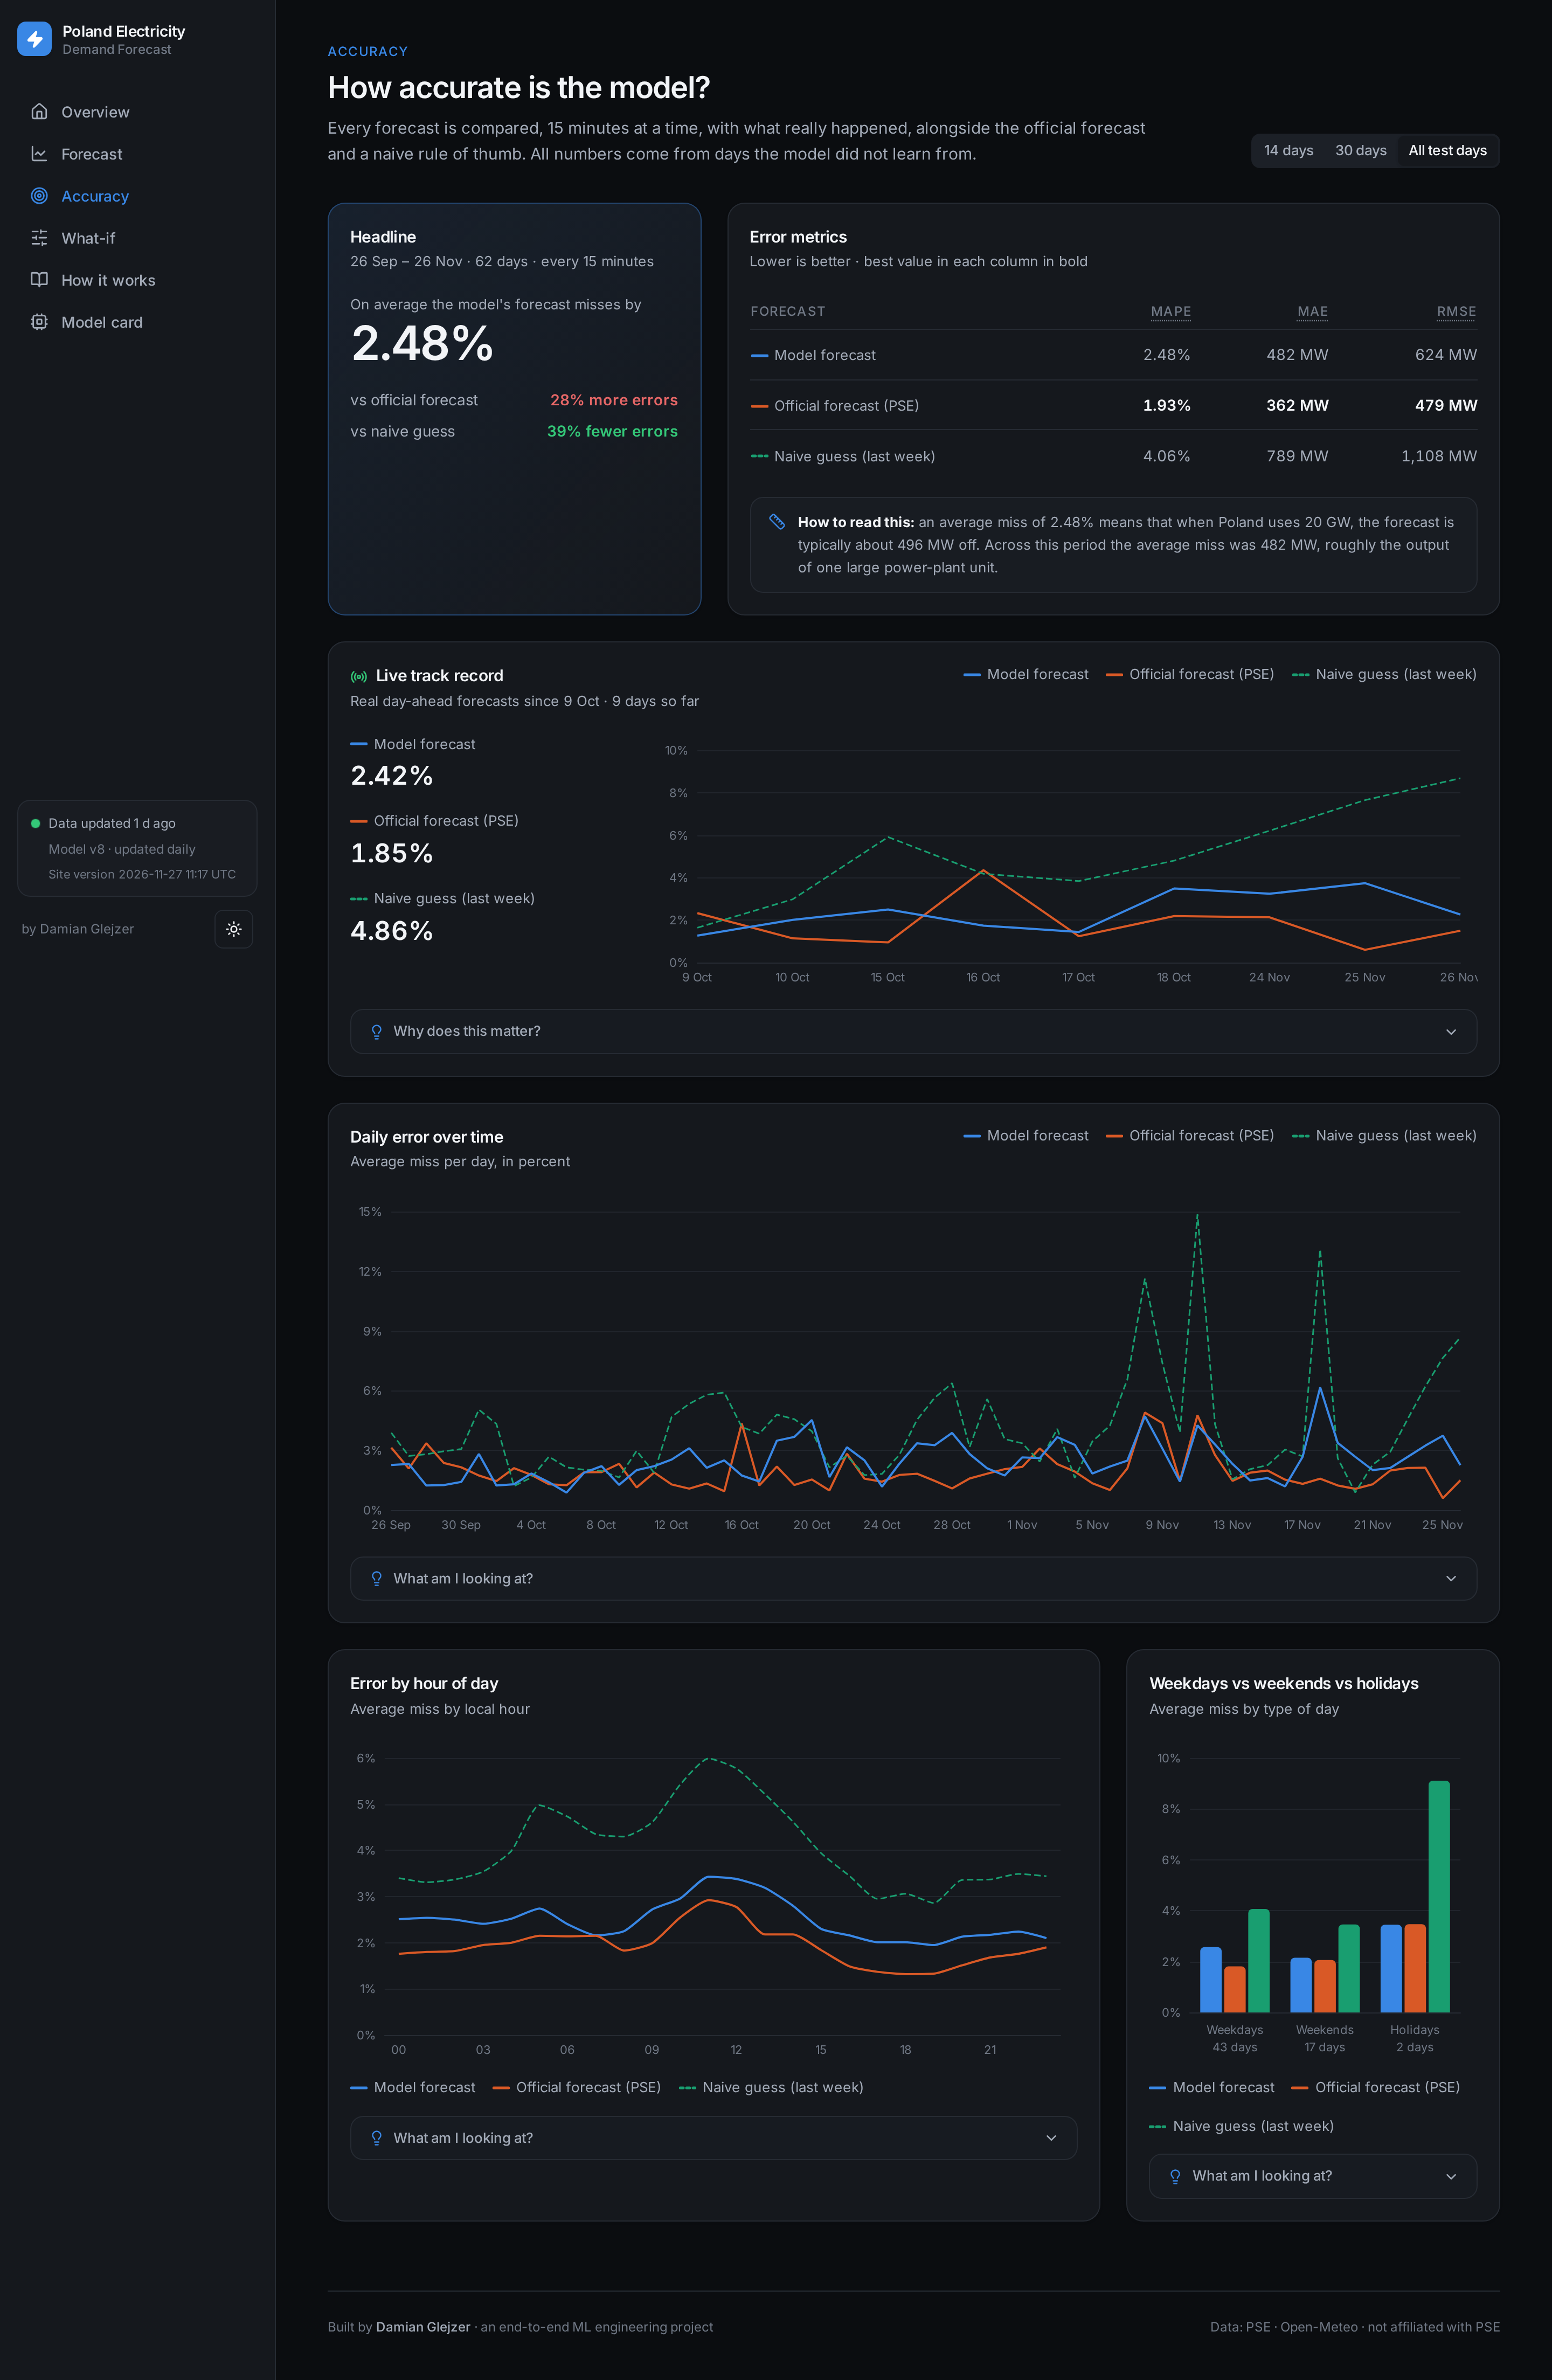 Poland Electricity
Demand Forecast
Overview
Forecast
Accuracy
What-if
How it works
Model card
Data updated 1 d ago
Model v8 · updated daily
Site version 2026-11-27 11:17 UTC
by Damian Glejzer
ACCURACY
How accurate is the model?
Every forecast is compared, 15 minutes at a time, with what really happened, alongside the official forecast
and a naive rule of thumb. All numbers come from days the model did not learn from.
14 days 30 days All test days
Headline
26 Sep – 26 Nov · 62 days · every 15 minutes
On average the model's forecast misses by
2.48%
vs official forecast 28% more errors
vs naive guess 39% fewer errors
Error metrics
Lower is better · best value in each column in bold
FORECAST MAPE MAE RMSE
Model forecast 2.48% 482 MW 624 MW
Official forecast (PSE) 1.93% 362 MW 479 MW
Naive guess (last week) 4.06% 789 MW 1,108 MW
How to read this: an average miss of 2.48% means that when Poland uses 20 GW, the forecast is
typically about 496 MW off. Across this period the average miss was 482 MW, roughly the output
of one large power-plant unit.
Live track record
Real day-ahead forecasts since 9 Oct · 9 days so far
Model forecast Official forecast (PSE) Naive guess (last week)
Model forecast
2.42%
Official forecast (PSE)
1.85%
Naive guess (last week)
4.86%
10%
8%
6%
4%
2%
0%
9 Oct 10 Oct 15 Oct 16 Oct 17 Oct 18 Oct 24 Nov 25 Nov 26 Nov
Why does this matter?
Daily error over time
Average miss per day, in percent
Model forecast Official forecast (PSE) Naive guess (last week)
15%
12%
9%
6%
3%
0%
26 Sep 30 Sep 4 Oct 8 Oct 12 Oct 16 Oct 20 Oct 24 Oct 28 Oct 1 Nov 5 Nov 9 Nov 13 Nov 17 Nov 21 Nov 25 Nov
What am I looking at?
Error by hour of day
Average miss by local hour
6%
5%
4%
3%
2%
1%
0%
00 03 06 09 12 15 18 21
Model forecast Official forecast (PSE) Naive guess (last week)
What am I looking at?
Weekdays vs weekends vs holidays
Average miss by type of day
10%
8%
6%
4%
2%
0%
Weekdays Weekends Holidays
43 days 17 days 2 days
Model forecast Official forecast (PSE)
Naive guess (last week)
What am I looking at?
Built by Damian Glejzer · an end-to-end ML engineering project
Data: PSE · Open-Meteo · not affiliated with PSE